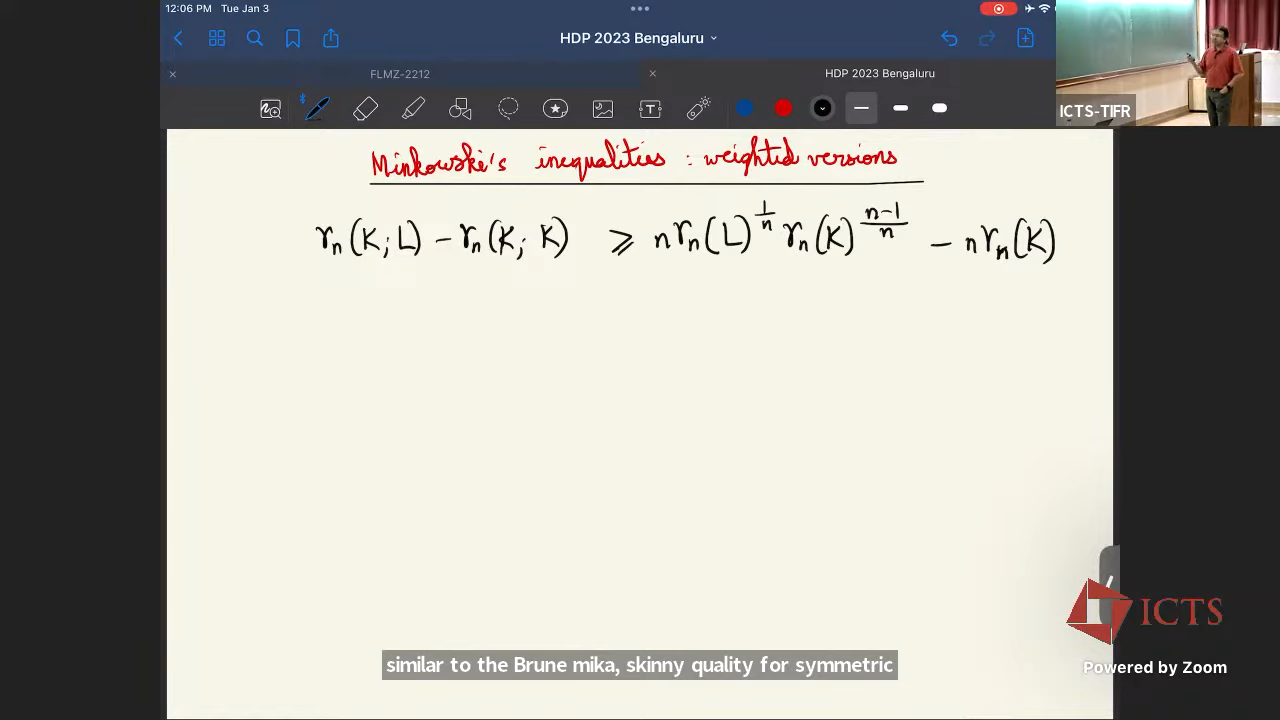 12:06 PM Tue Jan 3
HDP 2023 Bengaluru
FLMZ-2212
HDP 2023 Bengaluru
ICTS-TIFR
Minkowski's inequalities : weighted versions
γₙ(K; L) − γₙ(K; K) ≥ nγₙ(L)^{1/n} γₙ(K)^{(n-1)/n} − nγₙ(K)
ICTS
similar to the Brune mika, skinny quality for symmetric
Powered by Zoom